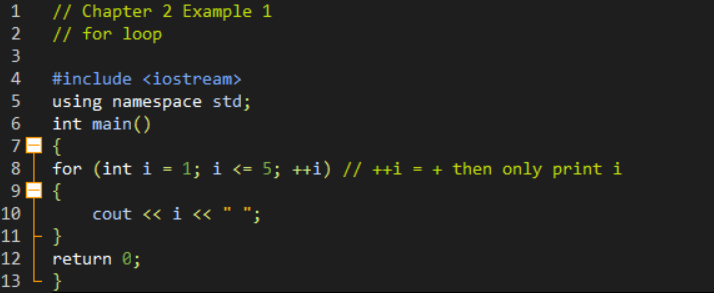 1 // Chapter 2 Example 1
2 // for loop
3
4 #include <iostream>
5 using namespace std;
6 int main()
7 {
8 for (int i = 1; i <= 5; ++i) // ++i = + then only print i
9 {
10     cout << i << " ";
11 }
12 return 0;
13 }